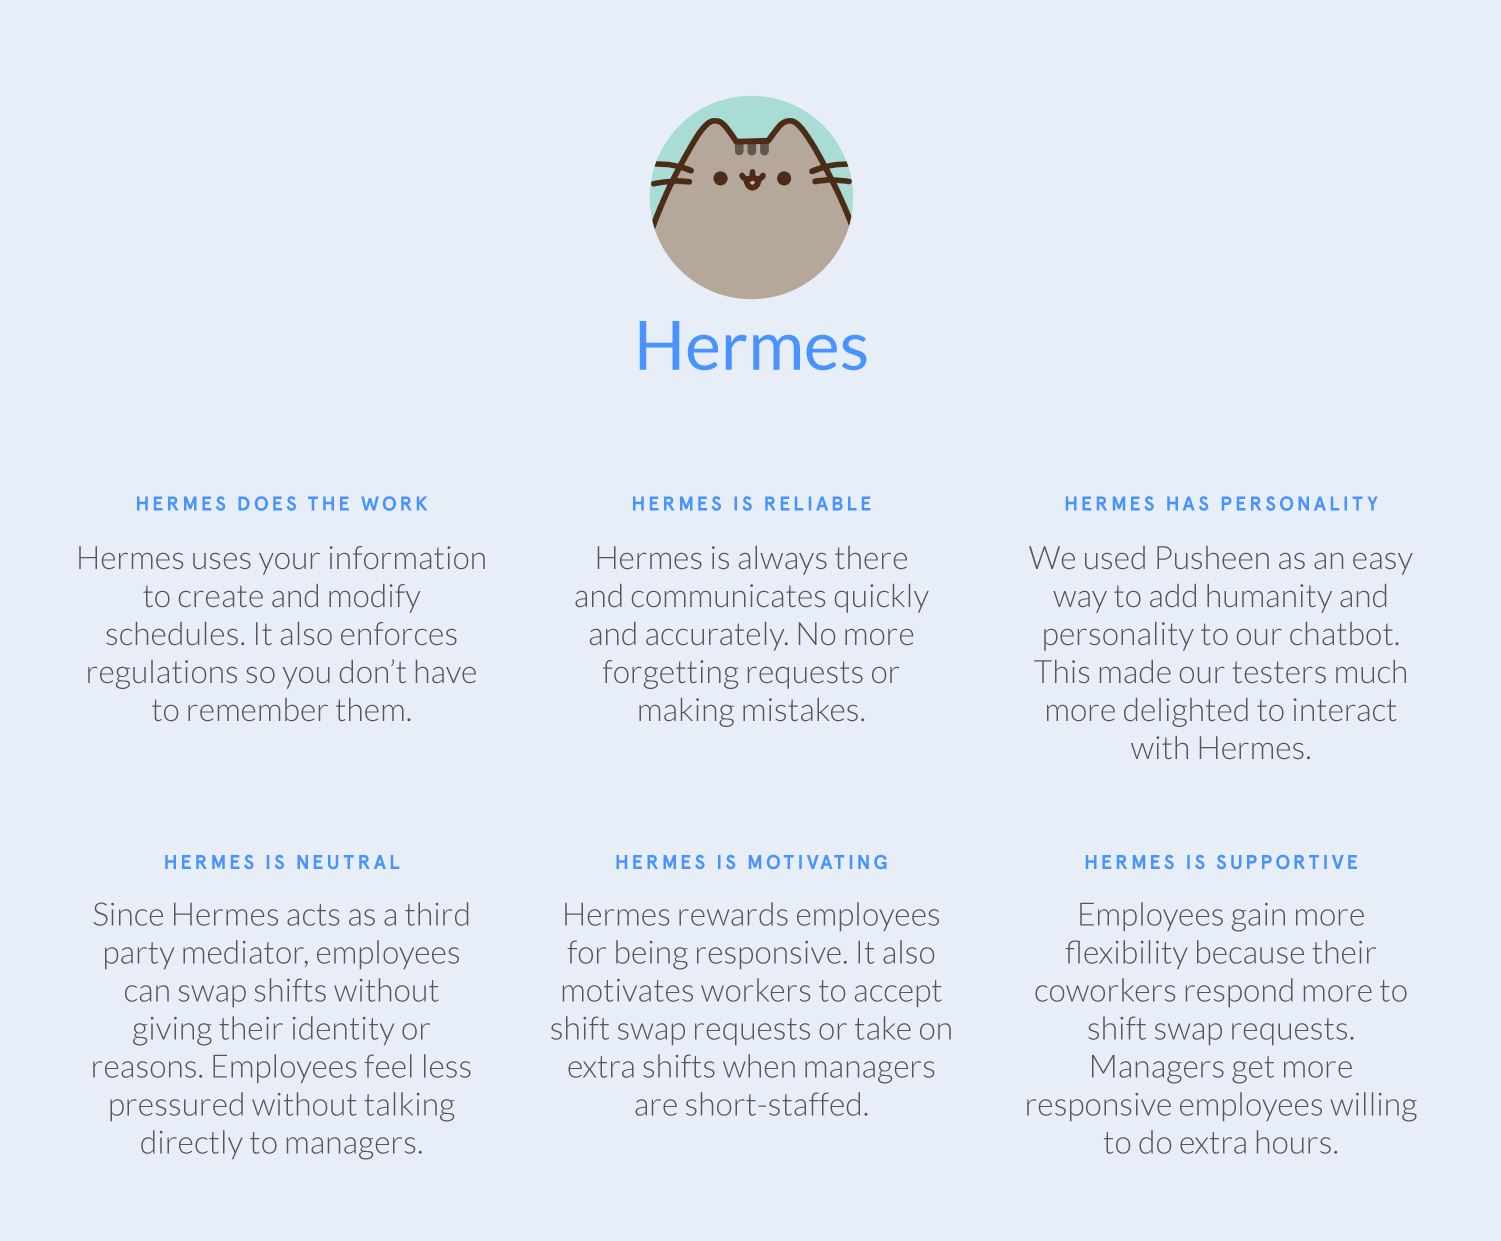 Hermes
HERMES DOES THE WORK
Hermes uses your information
to create and modify
schedules. It also enforces
regulations so you don’t have
to remember them.
HERMES IS RELIABLE
Hermes is always there
and communicates quickly
and accurately. No more
forgetting requests or
making mistakes.
HERMES HAS PERSONALITY
We used Pusheen as an easy
way to add humanity and
personality to our chatbot.
This made our testers much
more delighted to interact
with Hermes.
HERMES IS NEUTRAL
Since Hermes acts as a third
party mediator, employees
can swap shifts without
giving their identity or
reasons. Employees feel less
pressured without talking
directly to managers.
HERMES IS MOTIVATING
Hermes rewards employees
for being responsive. It also
motivates workers to accept
shift swap requests or take on
extra shifts when managers
are short-staffed.
HERMES IS SUPPORTIVE
Employees gain more
flexibility because their
coworkers respond more to
shift swap requests.
Managers get more
responsive employees willing
to do extra hours.